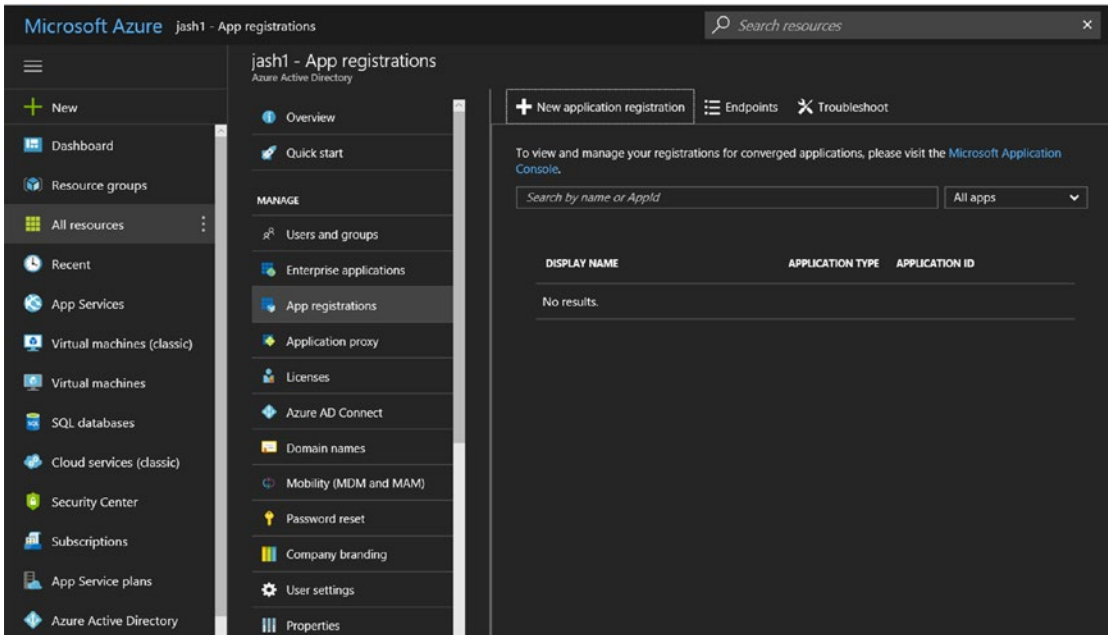 Microsoft Azure jash1 - App registrations
Search resources
New
Dashboard
Resource groups
All resources
Recent
App Services
Virtual machines (classic)
Virtual machines
SQL databases
Cloud services (classic)
Security Center
Subscriptions
App Service plans
Azure Active Directory
jash1 - App registrations
Azure Active Directory
Overview
Quick start
MANAGE
Users and groups
Enterprise applications
App registrations
Application proxy
Licenses
Azure AD Connect
Domain names
Mobility (MDM and MAM)
Password reset
Company branding
User settings
Properties
New application registration Endpoints Troubleshoot
To view and manage your registrations for converged applications, please visit the Microsoft Application
Console.
Search by name or AppId All apps
DISPLAY NAME APPLICATION TYPE APPLICATION ID
No results.